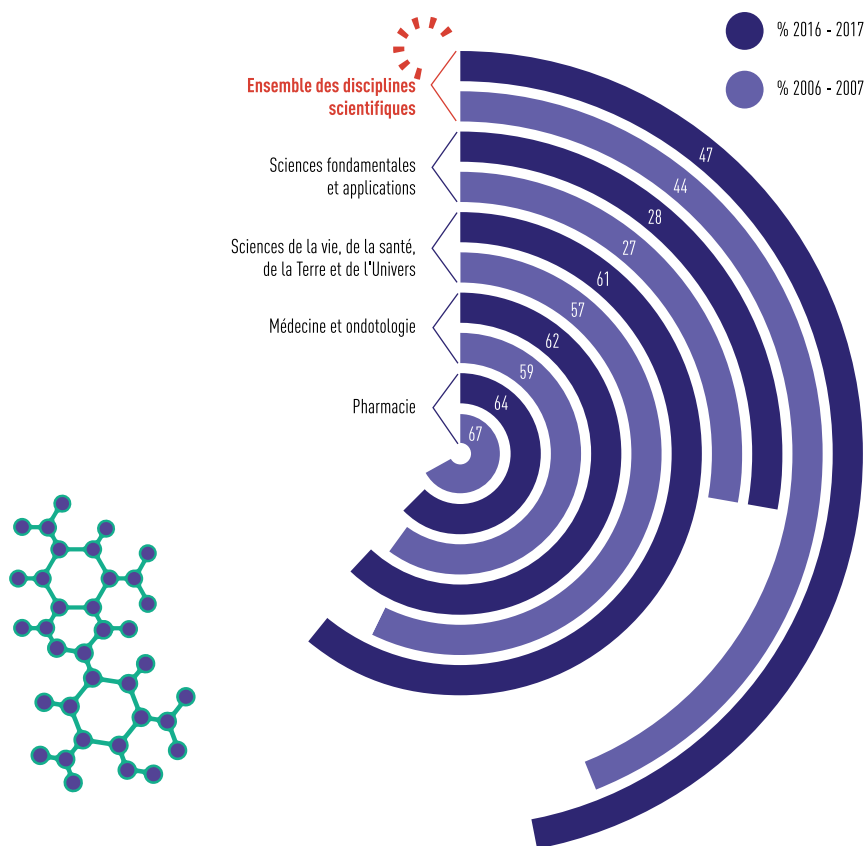 % 2016 - 2017
% 2006 - 2007
Ensemble des disciplines
scientifiques
47
44
Sciences fondamentales
et applications
28
27
Sciences de la vie, de la santé,
de la Terre et de l'Univers
61
57
Médecine et ondotologie
62
59
Pharmacie
64
67